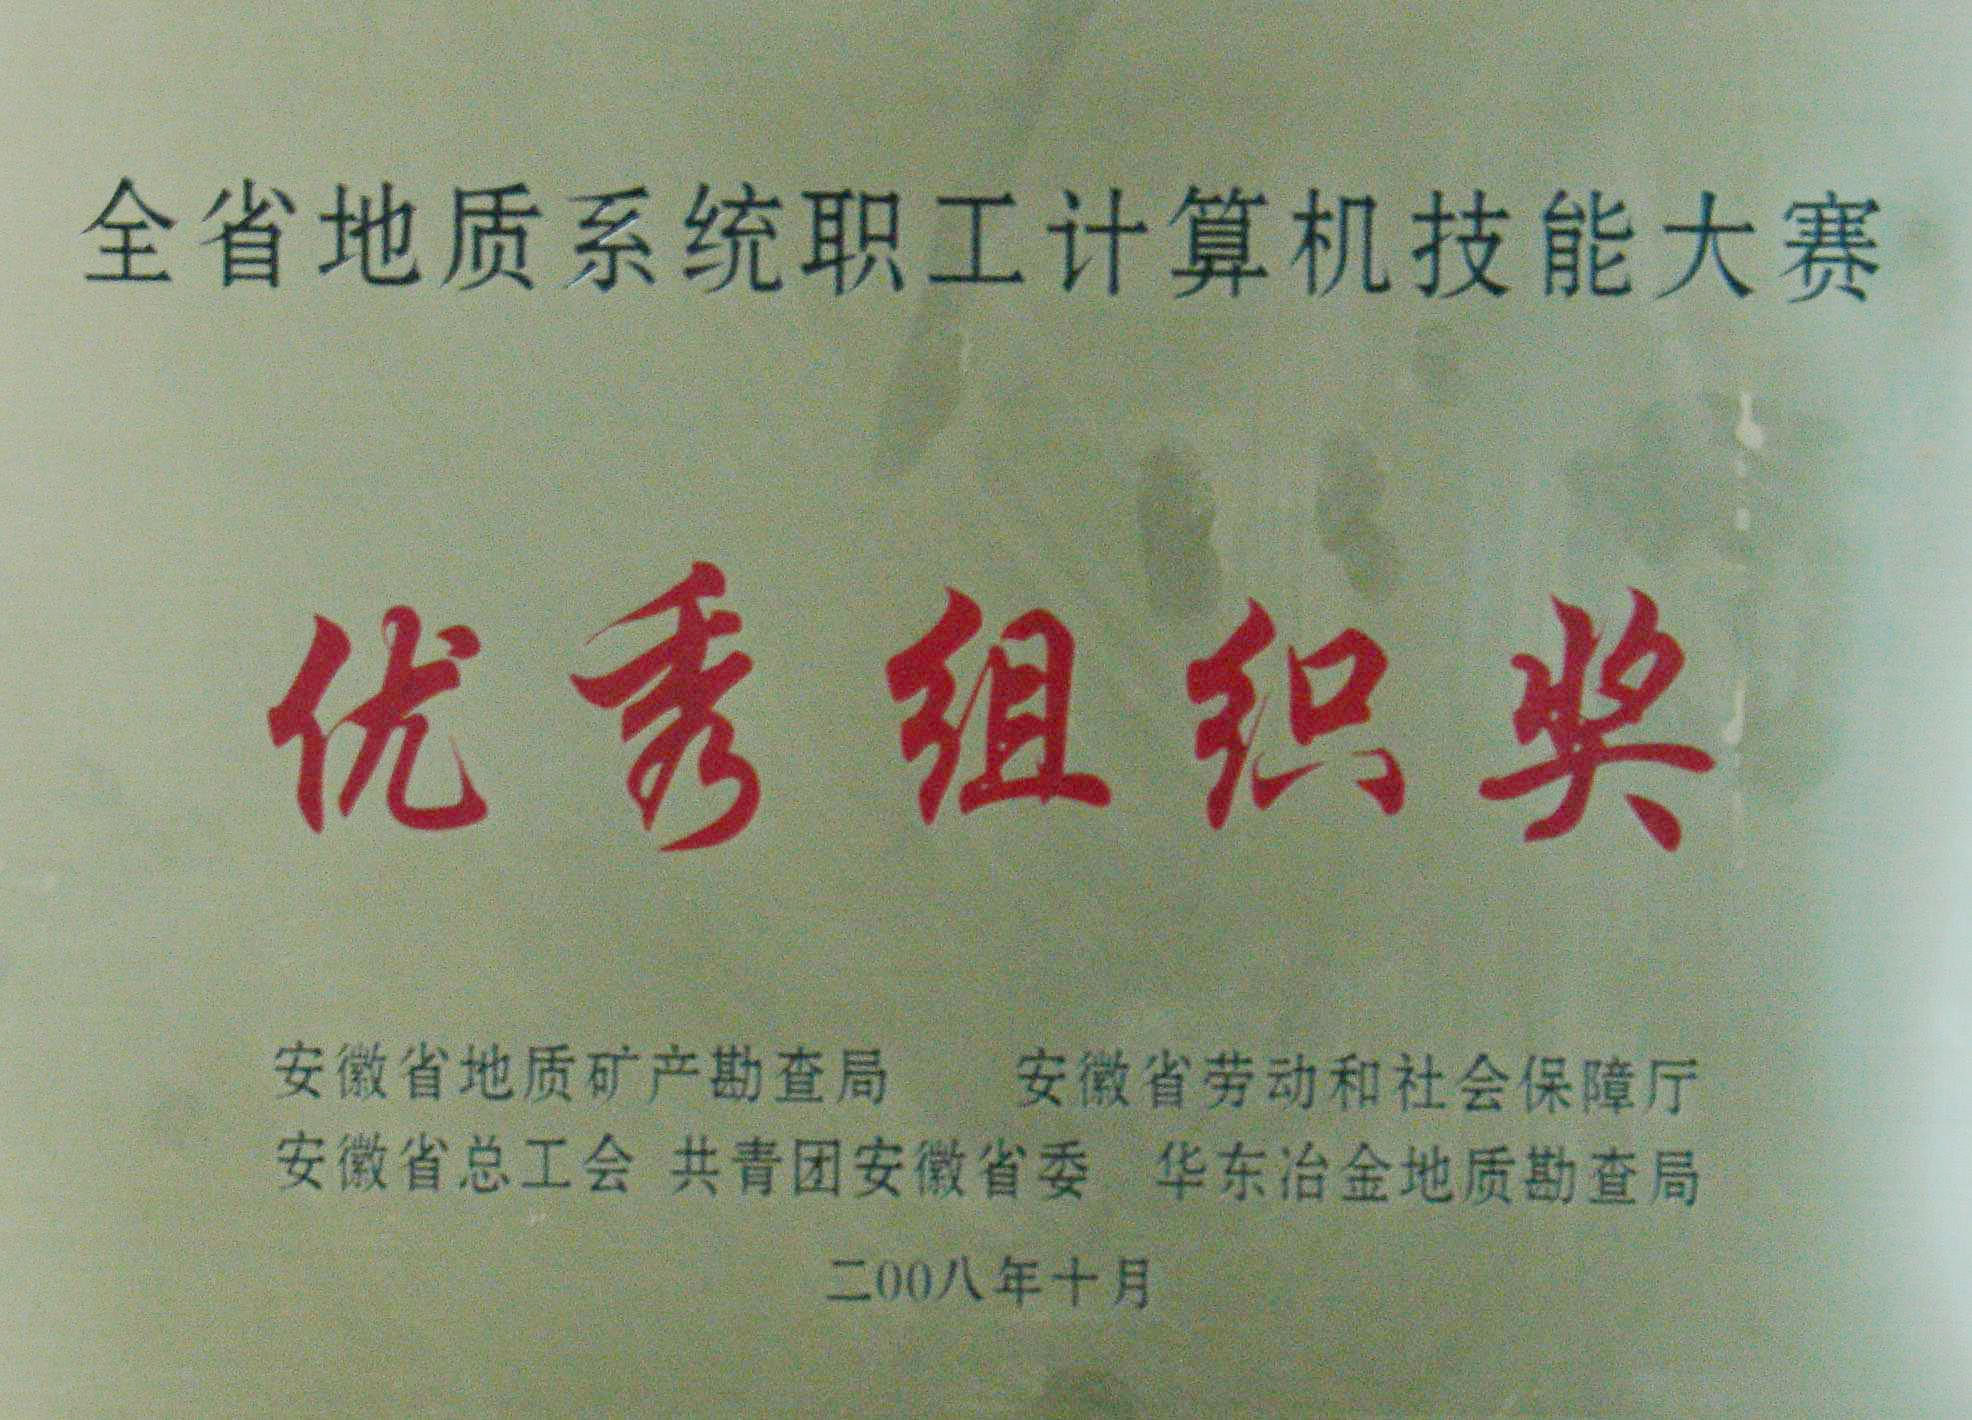 全省地质系统职工计算机技能大赛
优秀组织奖
安徽省地质矿产勘查局 安徽省劳动和社会保障厅
安徽省总工会 共青团安徽省委 华东冶金地质勘查局
二00八年十月